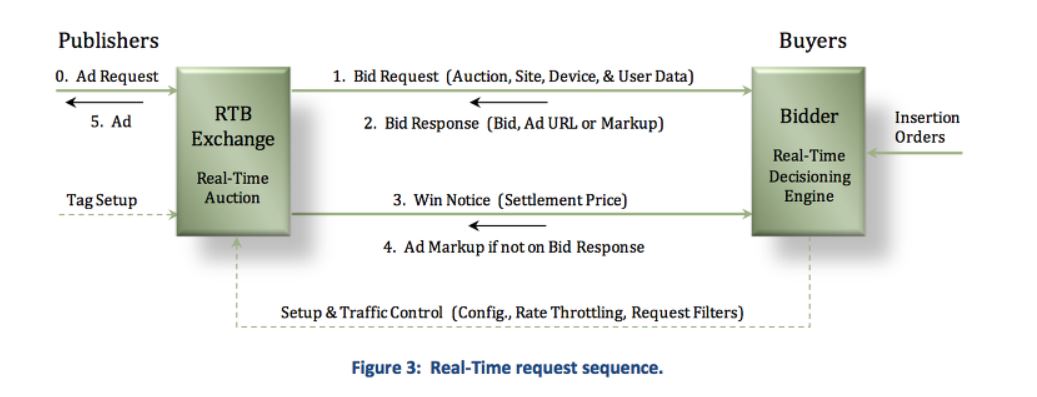 Publishers
Buyers
0. Ad Request
1. Bid Request (Auction, Site, Device, & User Data)
5. Ad
2. Bid Response (Bid, Ad URL or Markup)
RTB
Exchange
Real-Time
Auction
Bidder
Real-Time
Decisioning
Engine
Insertion
Orders
Tag Setup
3. Win Notice (Settlement Price)
4. Ad Markup if not on Bid Response
Setup & Traffic Control (Config., Rate Throttling, Request Filters)
Figure 3: Real-Time request sequence.